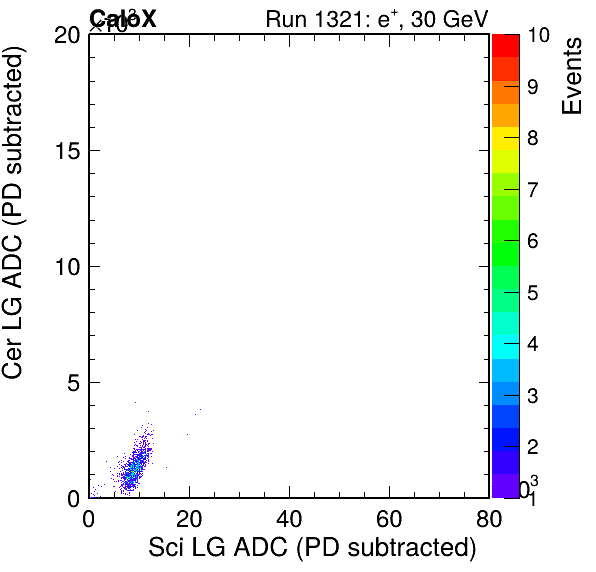 CaloX
×10³
Run 1321: e⁺, 30 GeV
Events
Cer LG ADC (PD subtracted)
20
15
10
5
0
0 20 40 60 80
Sci LG ADC (PD subtracted)
10
9
8
7
6
5
4
3
2
1